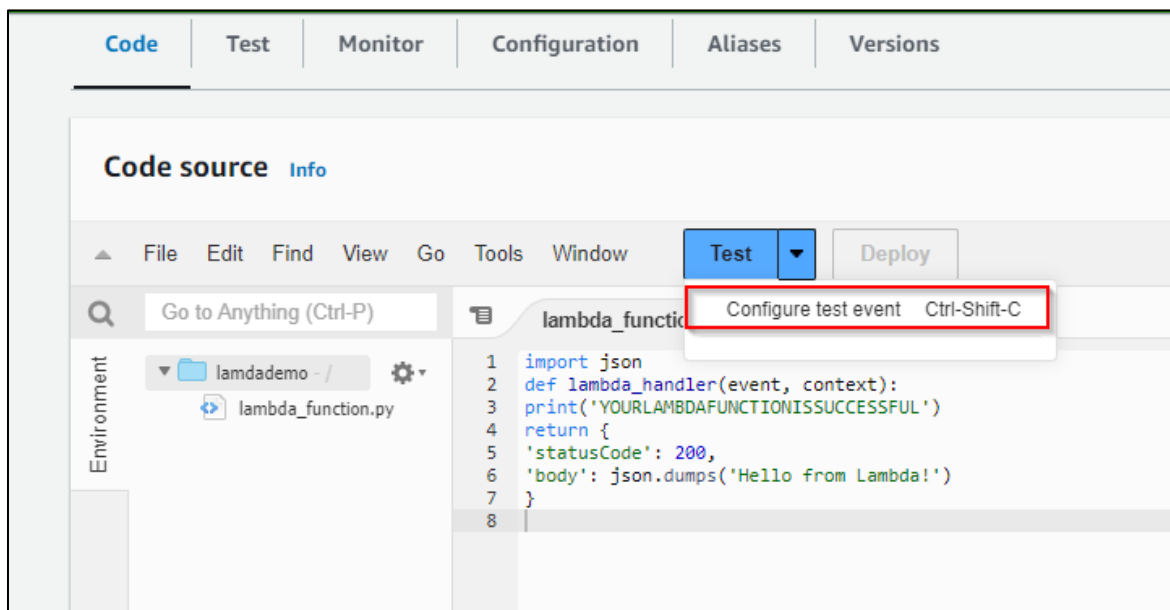 Code Test Monitor Configuration Aliases Versions
Code source Info
File Edit Find View Go Tools Window Test Deploy
Go to Anything (Ctrl-P)
lambda_functio
Configure test event Ctrl-Shift-C
Environment
lamdademo - /
lambda_function.py
1 import json
2 def lambda_handler(event, context):
3 print('YOURLAMBDAFUNCTIONISSUCCESSFUL')
4 return {
5 'statusCode': 200,
6 'body': json.dumps('Hello from Lambda!')
7 }
8